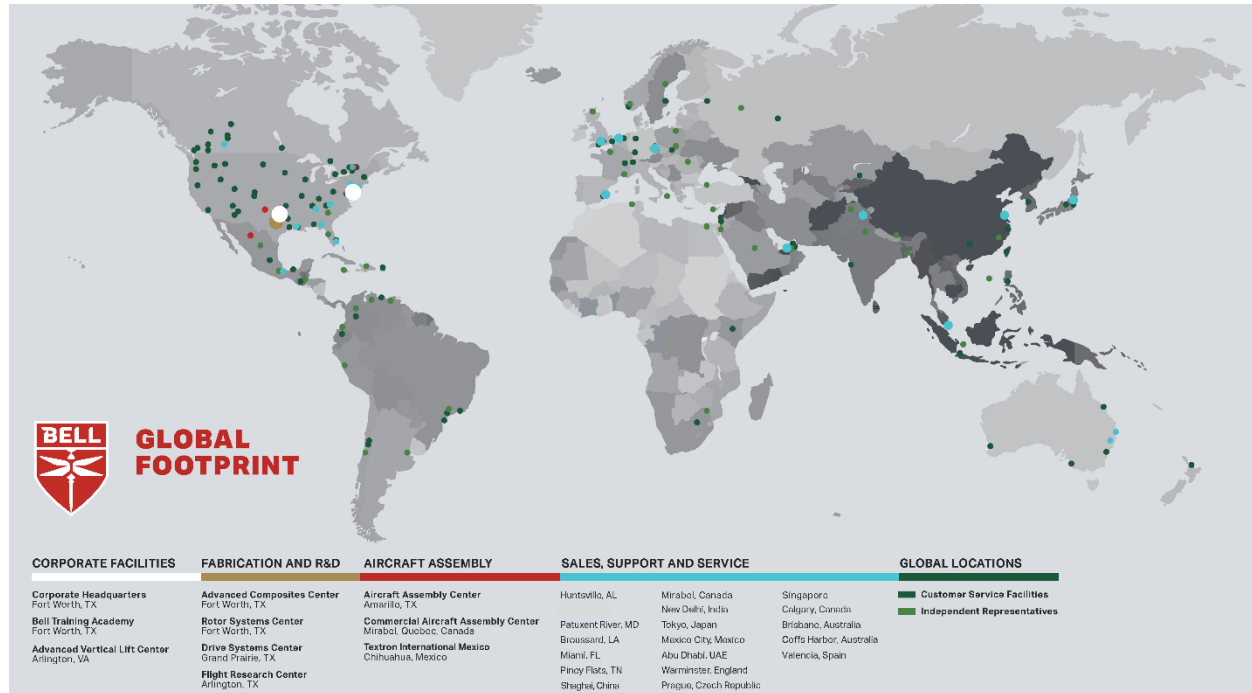 BELL
GLOBAL
FOOTPRINT
CORPORATE FACILITIES
Corporate Headquarters
Fort Worth, TX
Bell Training Academy
Fort Worth, TX
Advanced Vertical Lift Center
Arlington, VA
FABRICATION AND R&D
Advanced Composites Center
Fort Worth, TX
Rotor Systems Center
Fort Worth, TX
Drive Systems Center
Grand Prairie, TX
Flight Research Center
Arlington, TX
AIRCRAFT ASSEMBLY
Aircraft Assembly Center
Amarillo, TX
Commercial Aircraft Assembly Center
Mirabel, Quebec, Canada
Textron International Mexico
Chihuahua, Mexico
SALES, SUPPORT AND SERVICE
Huntsville, AL
Patuxent River, MD
Broussard, LA
Miami, FL
Piney Flats, TN
Shaghai, China
Mirabel, Canada
New Delhi, India
Tokyo, Japan
Mexico City, Mexico
Abu Dhabi, UAE
Warminster, England
Prague, Czech Republic
Singapore
Calgary, Canada
Brisbane, Australia
Coffs Harbor, Australia
Valencia, Spain
GLOBAL LOCATIONS
Customer Service Facilities
Independent Representatives